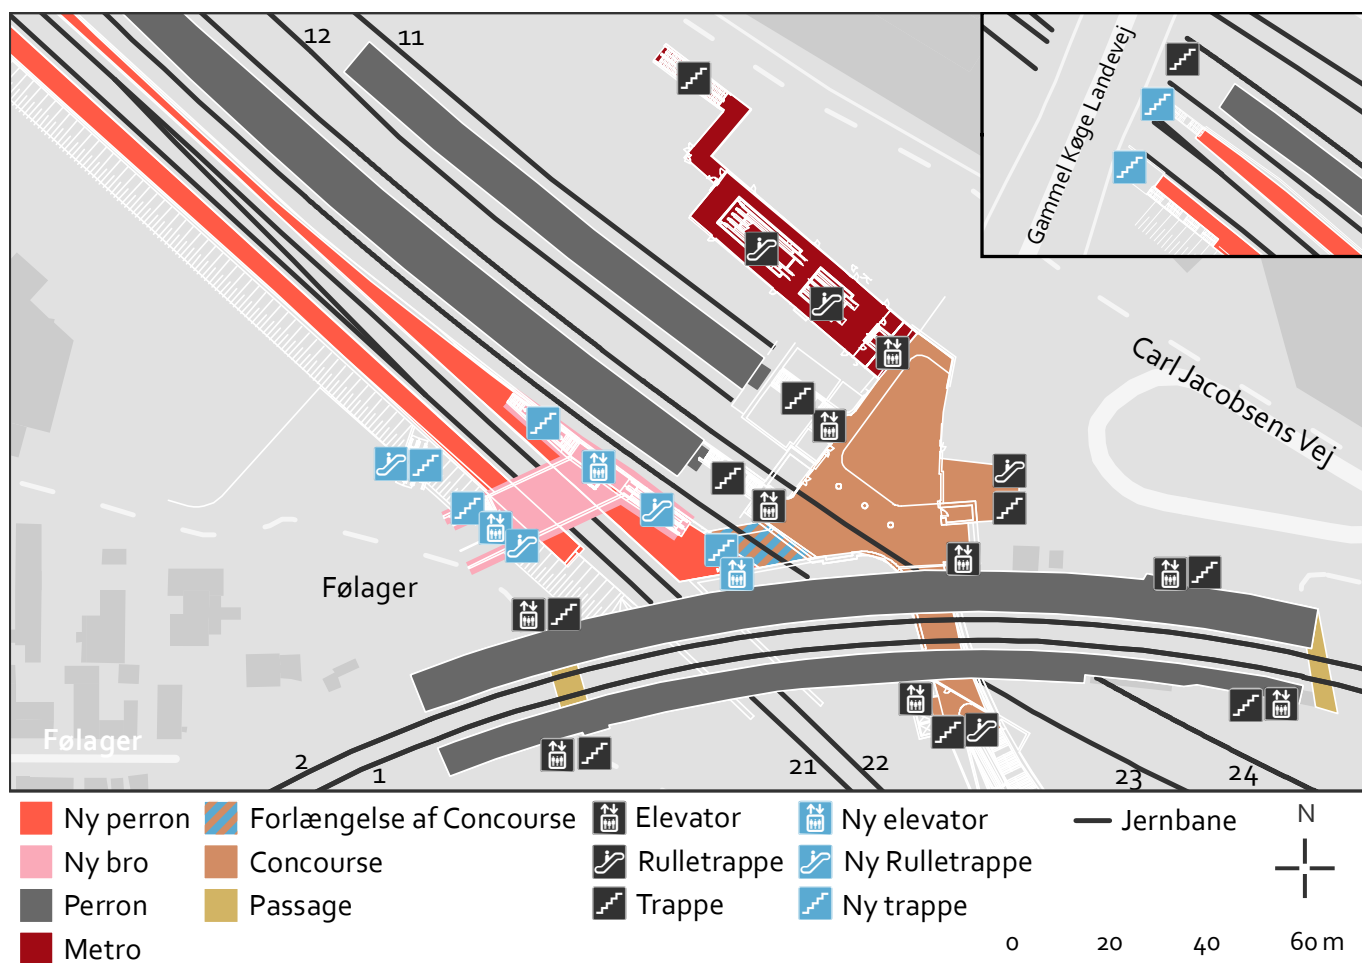 12
11
Gammel Køge Landevej
Carl Jacobsens Vej
Følager
Følager
2
1
21
22
23
24
Ny perron
Forlængelse af Concourse
Elevator
Ny elevator
Jernbane
N
Ny bro
Concourse
Rulletrappe
Ny Rulletrappe
Perron
Passage
Trappe
Ny trappe
Metro
0 20 40 60 m